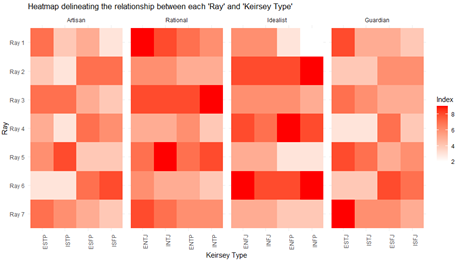 Heatmap delineating the relationship between each 'Ray' and 'Keirsey Type'
Artisan
Rational
Idealist
Guardian
Ray 1
Ray 2
Ray 3
Ray 4
Ray 5
Ray 6
Ray 7
Ray
ESTP
ISTP
ESFP
ISFP
ENTJ
INTJ
ENTP
INTP
ENFJ
INFJ
ENFP
INFP
ESTJ
ISTJ
ESFJ
ISFJ
Keirsey Type
Index
8
6
4
2